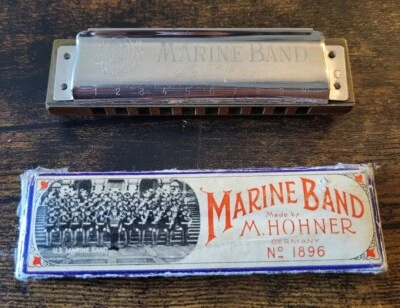 MARINE BAND
1 2 3 4 5 6 7 8 9 10
MARINE BAND
Made by
M. HOHNER
GERMANY
Nº 1896
U.S. MARINE BAND